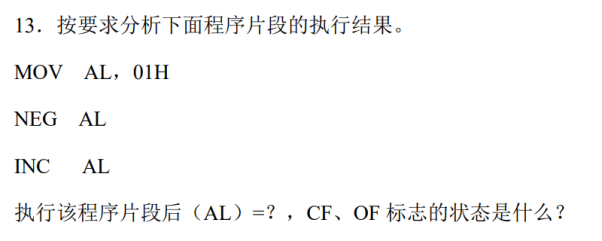 13．按要求分析下面程序片段的执行结果。
MOV AL，01H
NEG AL
INC AL
执行该程序片段后（AL）=？，CF、OF 标志的状态是什么？